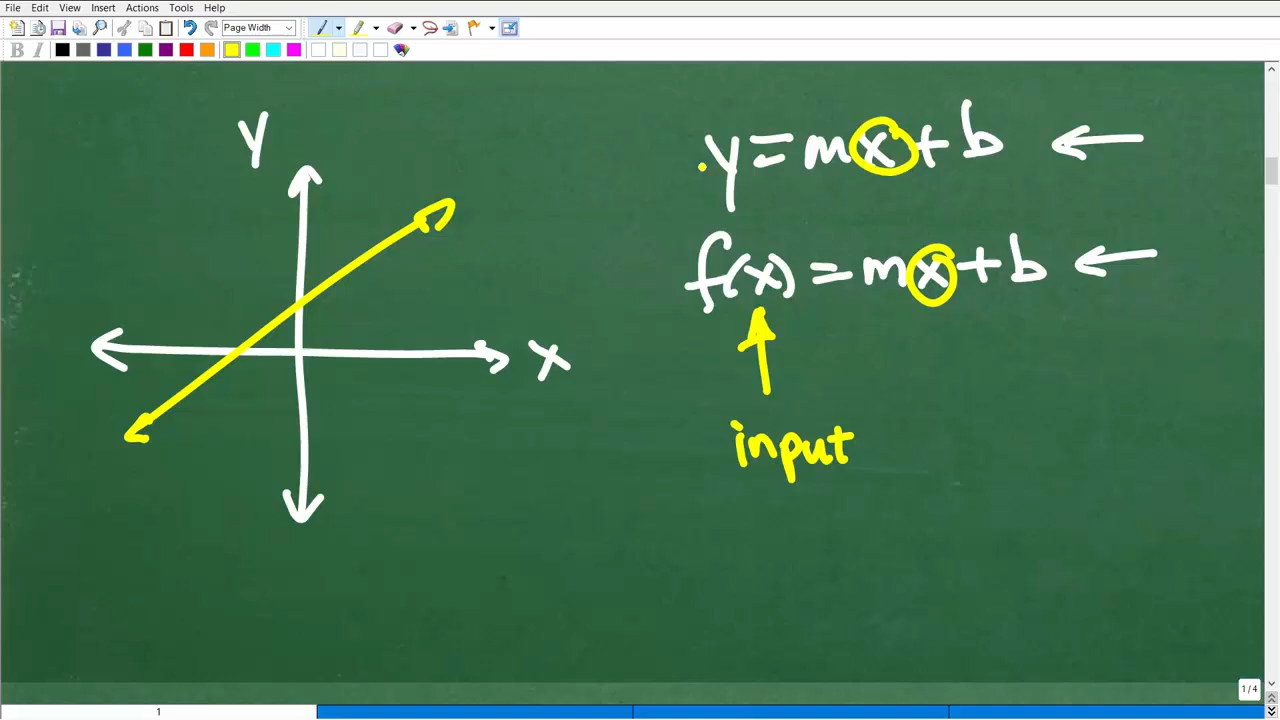 File Edit View Insert Actions Tools Help
Page Width
B I
y
x
y = mx + b ←
f(x) = mx + b ←
input
1/4
1